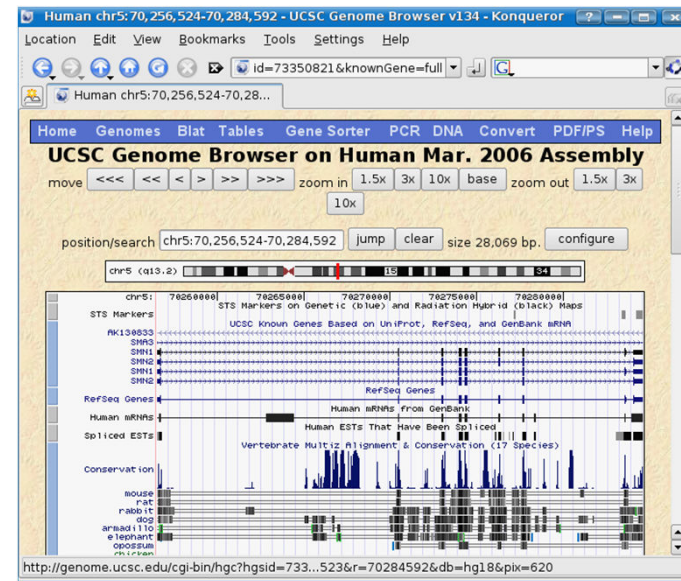 Human chr5:70,256,524-70,284,592 - UCSC Genome Browser v134 - Konqueror
Location Edit View Bookmarks Tools Settings Help
id=73350821&knownGene=full
Human chr5:70,256,524-70,28...
Home Genomes Blat Tables Gene Sorter PCR DNA Convert PDF/PS Help
UCSC Genome Browser on Human Mar. 2006 Assembly
move <<< << < > >> >>> zoom in 1.5x 3x 10x base zoom out 1.5x 3x
10x
position/search chr5:70,256,524-70,284,592 jump clear size 28,069 bp. configure
chr5 (q13.2) 15 34
chr5: 70260000 70265000 70270000 70275000 70280000
STS Markers on Genetic (blue) and Radiation Hybrid (black) Maps
STS Markers
UCSC Known Genes Based on UniProt, RefSeq, and GenBank mRNA
AK130833
SMA3
SMN1
SMN2
SMN1
SMN2
RefSeq Genes
RefSeq Genes
Human mRNAs from GenBank
Human mRNAs
Human ESTs That Have Been Spliced
Spliced ESTs
Vertebrate Multiz Alignment & Conservation (17 Species)
Conservation
mouse
rat
rabbit
dog
armadillo
elephant
opossum
chicken
http://genome.ucsc.edu/cgi-bin/hgc?hgsid=733...523&r=70284592&db=hg18&pix=620